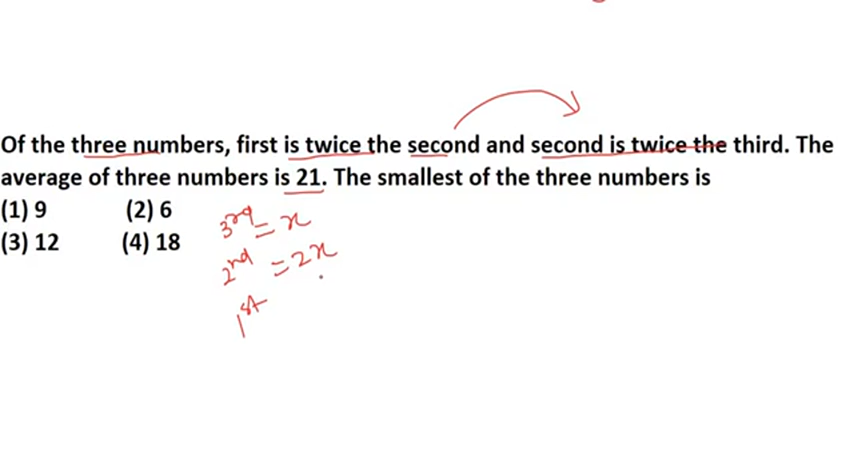 Of the three numbers, first is twice the second and second is twice the third. The
average of three numbers is 21. The smallest of the three numbers is
(1) 9 (2) 6
(3) 12 (4) 18
3rd = x
2nd = 2x
1st